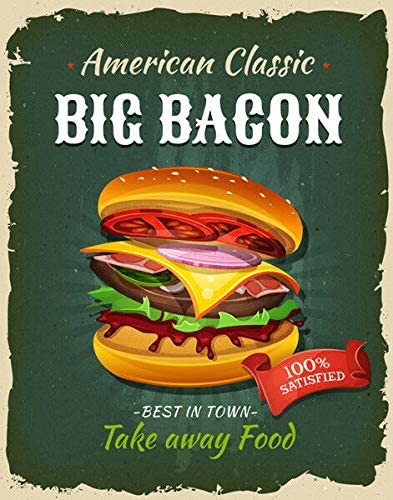 American Classic
BIG BACON
100%
SATISFIED
-BEST IN TOWN-
Take away Food